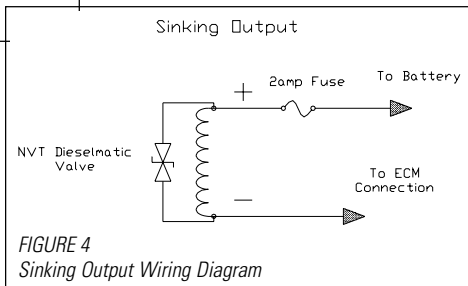 Sinking Output
+
2amp Fuse
To Battery
NVT Dieselmatic
Valve
To ECM
Connection
−
FIGURE 4
Sinking Output Wiring Diagram